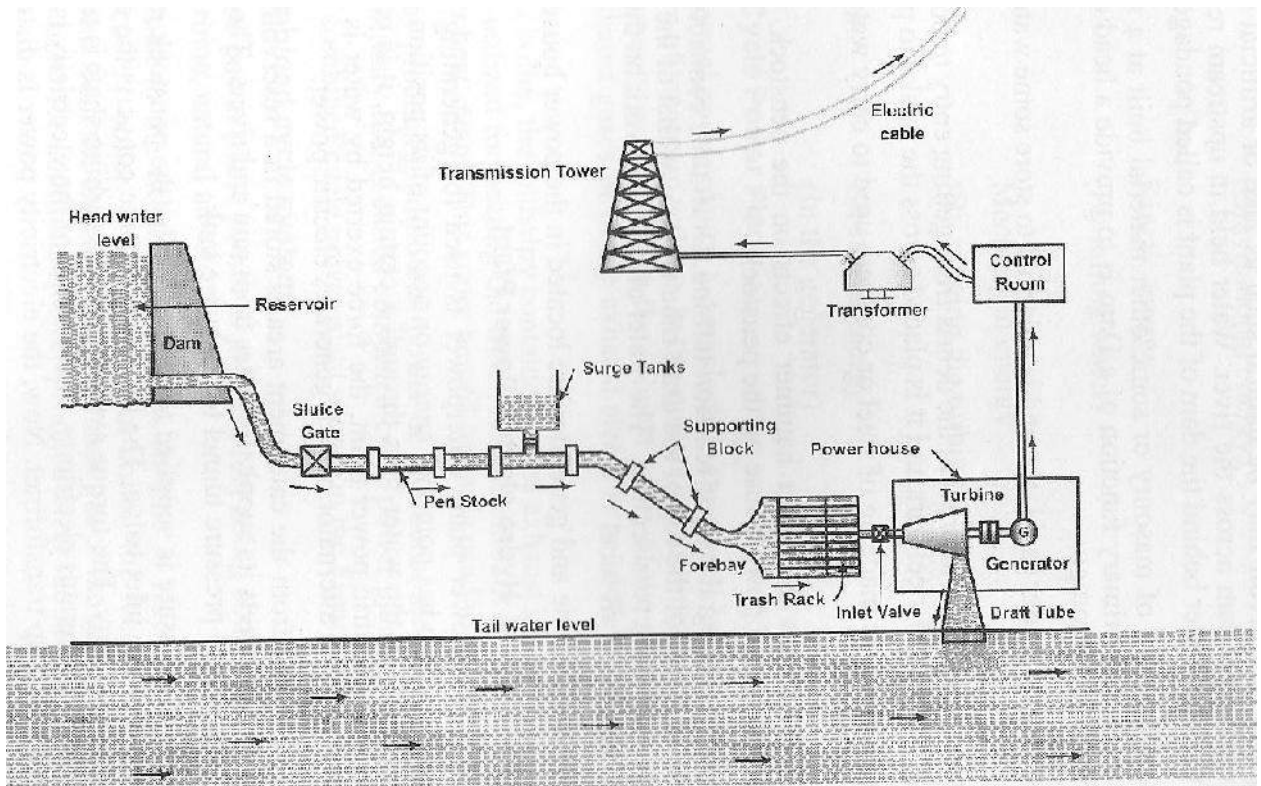 Electric
cable
Transmission Tower
Head water
level
Control
Room
Reservoir
Transformer
Dam
Surge Tanks
Sluice
Gate
Supporting
Block
Power house
Pen Stock
Turbine
G
Forebay
Generator
Trash Rack
Inlet Valve
Draft Tube
Tail water level